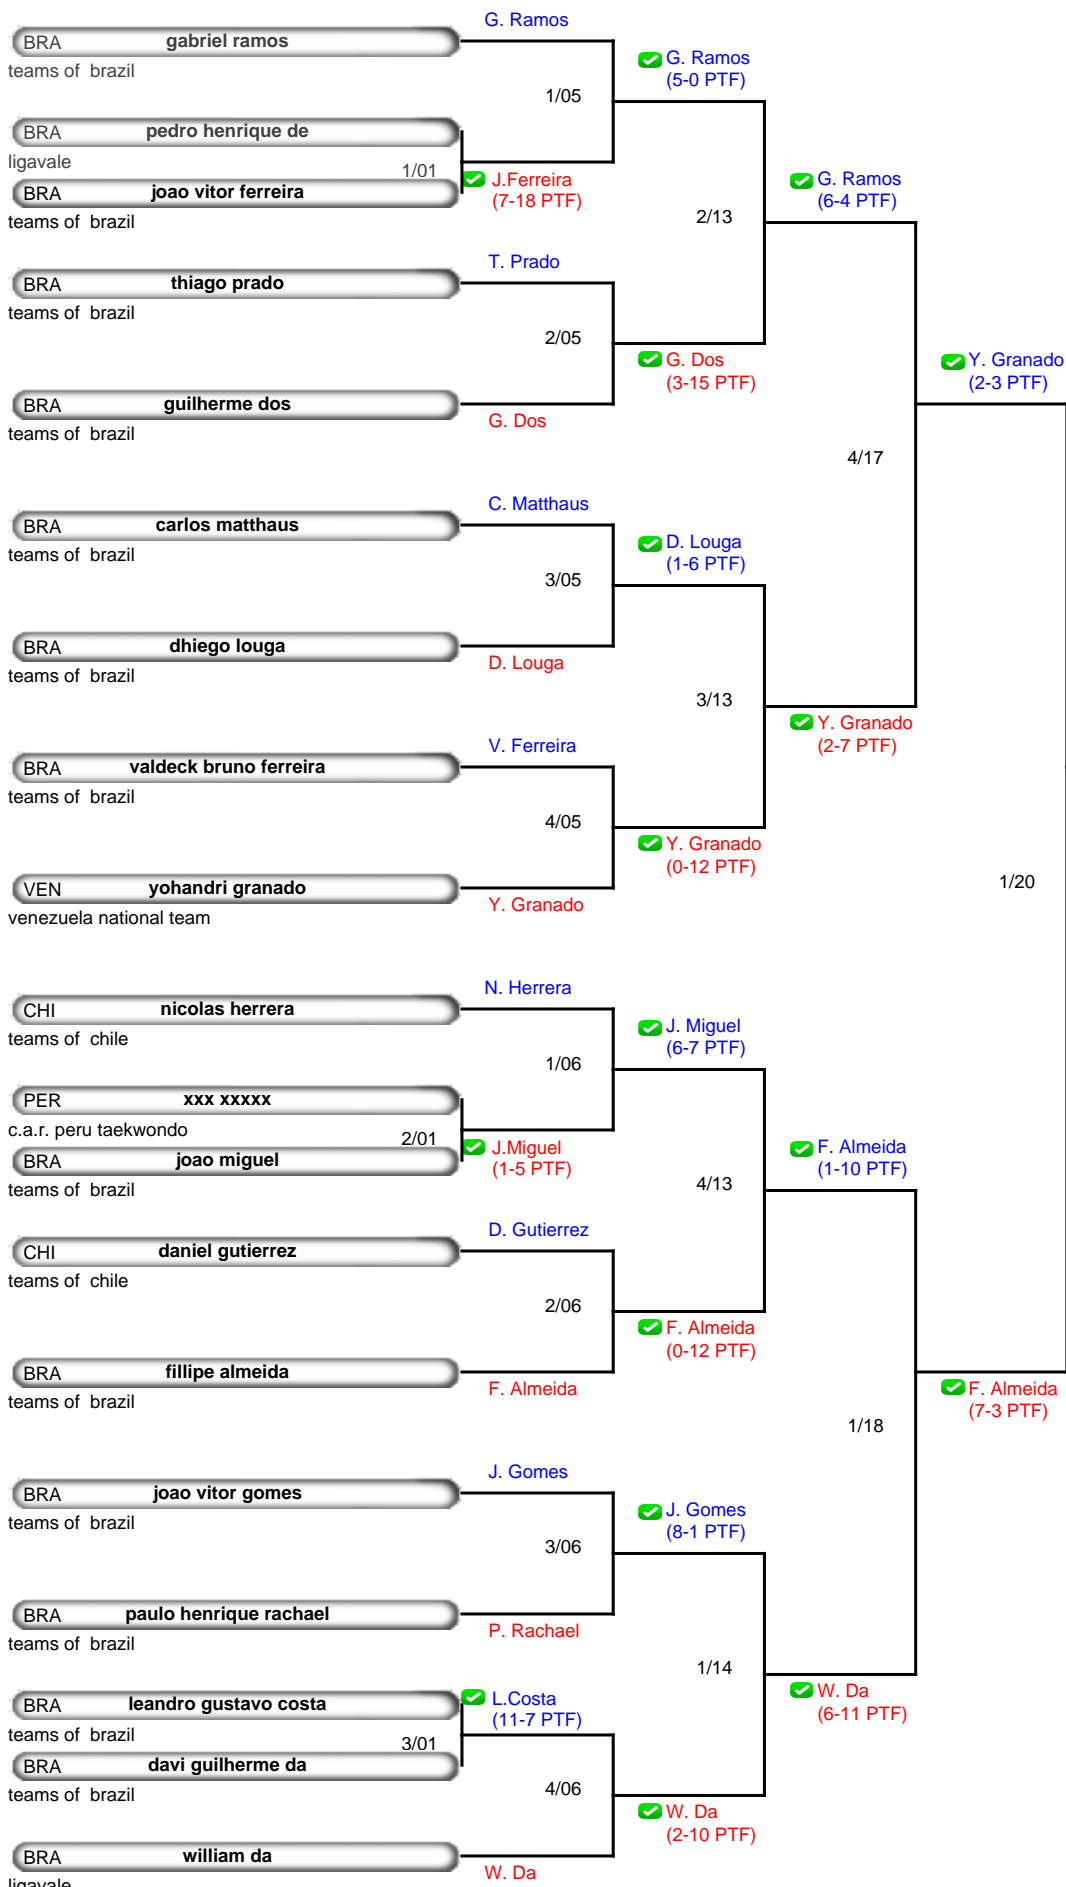 G. Ramos
BRA gabriel ramos
teams of  brazil
G. Ramos
(5-0 PTF)
1/05
BRA pedro henrique de
ligavale
1/01
J.Ferreira
(7-18 PTF)
BRA joao vitor ferreira
teams of  brazil
G. Ramos
(6-4 PTF)
2/13
T. Prado
BRA thiago prado
teams of  brazil
2/05
G. Dos
(3-15 PTF)
Y. Granado
(2-3 PTF)
BRA guilherme dos
G. Dos
teams of  brazil
4/17
C. Matthaus
BRA carlos matthaus
teams of  brazil
D. Louga
(1-6 PTF)
3/05
BRA dhiego louga
D. Louga
teams of  brazil
3/13
Y. Granado
(2-7 PTF)
V. Ferreira
BRA valdeck bruno ferreira
teams of  brazil
4/05
Y. Granado
(0-12 PTF)
VEN yohandri granado
Y. Granado
venezuela national team
1/20
N. Herrera
CHI nicolas herrera
teams of  chile
J. Miguel
(6-7 PTF)
1/06
PER xxx xxxxx
c.a.r. peru taekwondo
2/01
J.Miguel
(1-5 PTF)
BRA joao miguel
teams of  brazil
F. Almeida
(1-10 PTF)
4/13
D. Gutierrez
CHI daniel gutierrez
teams of  chile
2/06
F. Almeida
(0-12 PTF)
BRA fillipe almeida
F. Almeida
teams of  brazil
F. Almeida
(7-3 PTF)
1/18
J. Gomes
BRA joao vitor gomes
teams of  brazil
J. Gomes
(8-1 PTF)
3/06
BRA paulo henrique rachael
P. Rachael
teams of  brazil
1/14
W. Da
(6-11 PTF)
BRA leandro gustavo costa
L.Costa
(11-7 PTF)
teams of  brazil
3/01
BRA davi guilherme da
teams of  brazil
4/06
W. Da
(2-10 PTF)
BRA william da
W. Da
ligavale